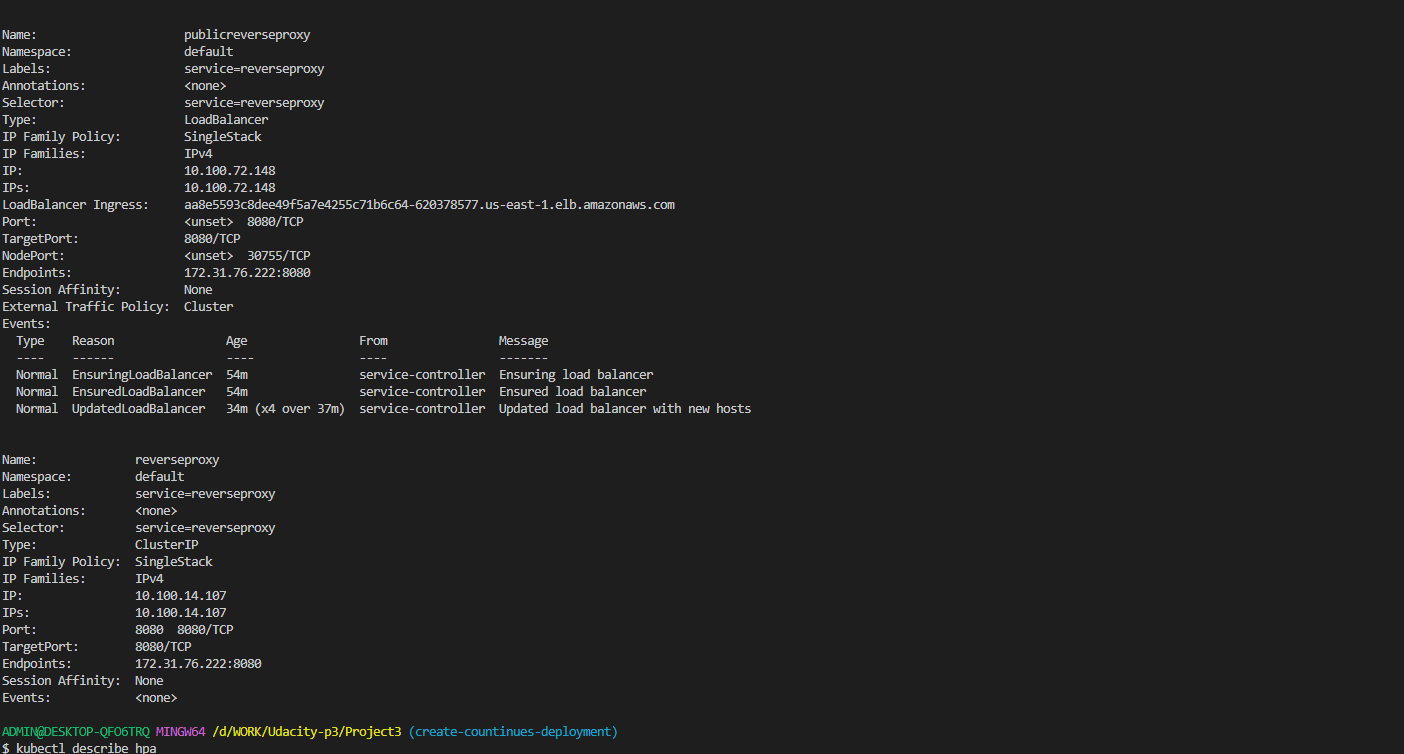 Name:                     publicreverseproxy
Namespace:                default
Labels:                   service=reverseproxy
Annotations:              <none>
Selector:                 service=reverseproxy
Type:                     LoadBalancer
IP Family Policy:         SingleStack
IP Families:              IPv4
IP:                       10.100.72.148
IPs:                      10.100.72.148
LoadBalancer Ingress:     aa8e5593c8dee49f5a7e4255c71b6c64-620378577.us-east-1.elb.amazonaws.com
Port:                     <unset>  8080/TCP
TargetPort:               8080/TCP
NodePort:                 <unset>  30755/TCP
Endpoints:                172.31.76.222:8080
Session Affinity:         None
External Traffic Policy:  Cluster
Events:
  Type    Reason                Age                 From                Message
  ----    ------                ----                ----                -------
  Normal  EnsuringLoadBalancer  54m                 service-controller  Ensuring load balancer
  Normal  EnsuredLoadBalancer   54m                 service-controller  Ensured load balancer
  Normal  UpdatedLoadBalancer   34m (x4 over 37m)  service-controller  Updated load balancer with new hosts
Name:              reverseproxy
Namespace:         default
Labels:            service=reverseproxy
Annotations:       <none>
Selector:          service=reverseproxy
Type:              ClusterIP
IP Family Policy:  SingleStack
IP Families:       IPv4
IP:                10.100.14.107
IPs:               10.100.14.107
Port:              8080  8080/TCP
TargetPort:        8080/TCP
Endpoints:         172.31.76.222:8080
Session Affinity:  None
Events:            <none>
ADMIN@DESKTOP-QFO6TRQ MINGW64 /d/WORK/Udacity-p3/Project3 (create-countinues-deployment)
$ kubectl describe hpa